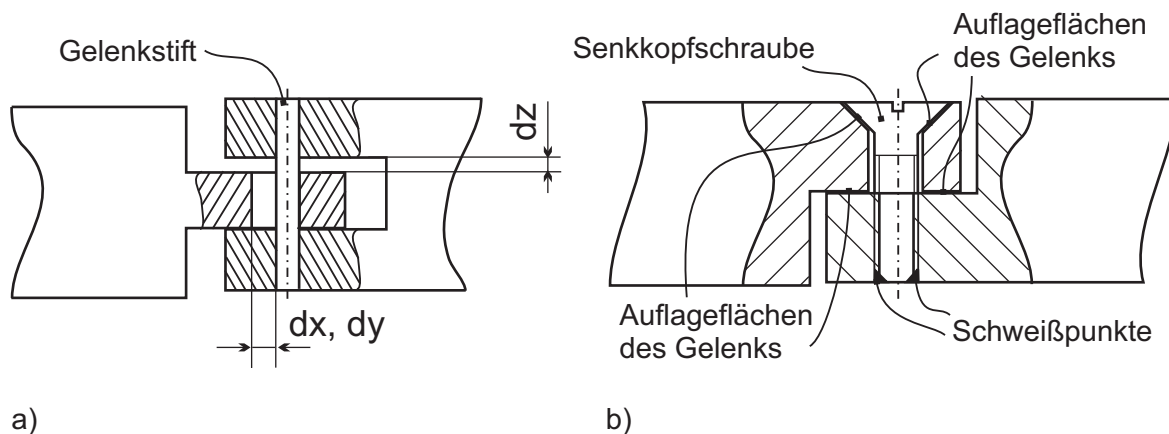 Gelenkstift
dz
dx, dy
a)
Senkkopfschraube
Auflageflächen
des Gelenks
Auflageflächen
des Gelenks
Schweißpunkte
b)